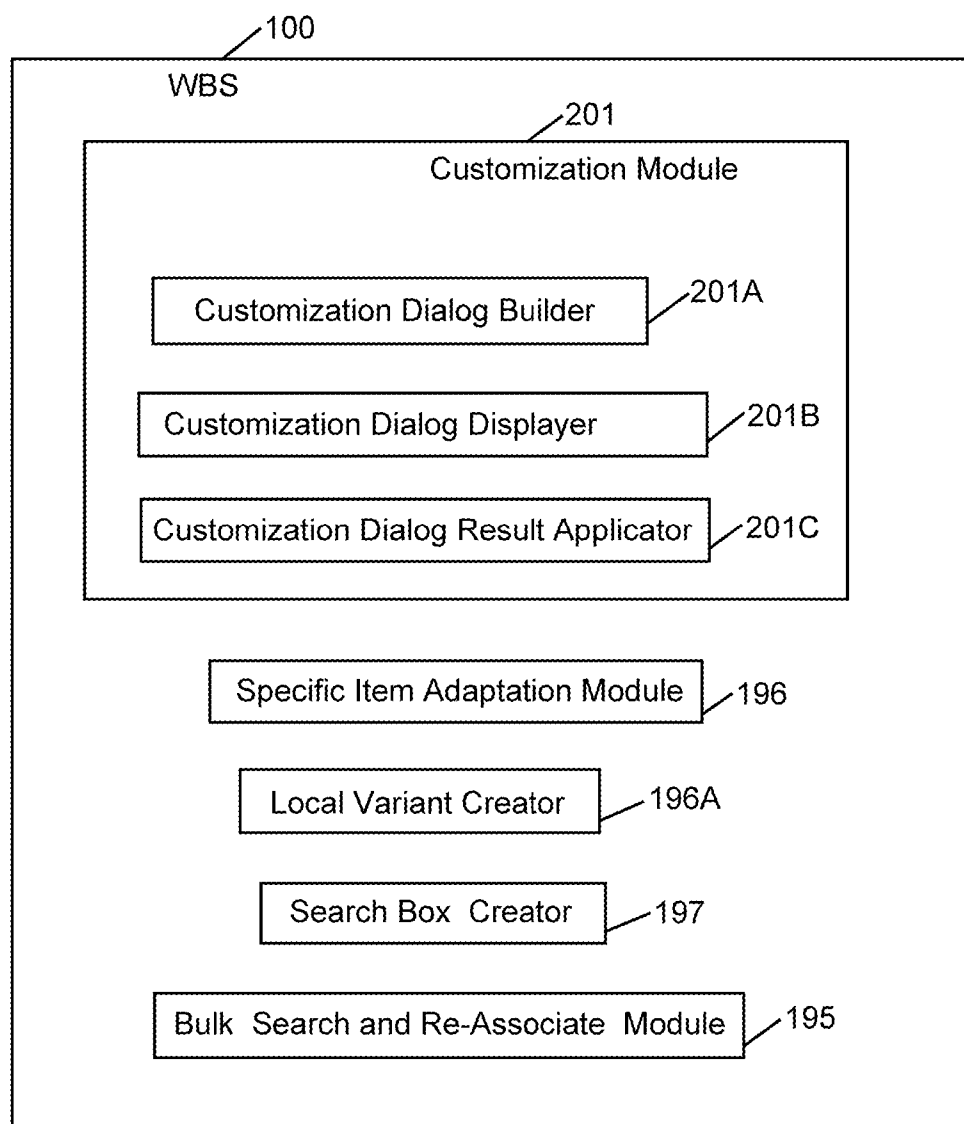 100
WBS
201
Customization Module
Customization Dialog Builder
201A
Customization Dialog Displayer
201B
Customization Dialog Result Applicator
201C
Specific Item Adaptation Module
196
Local Variant Creator
196A
Search Box Creator
197
Bulk Search and Re-Associate Module
195